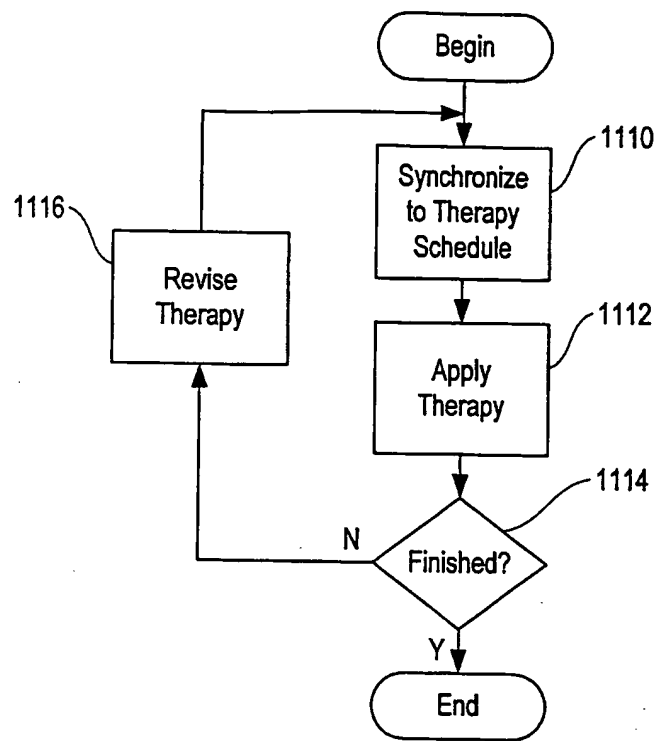 Begin
1110
Synchronize
to Therapy
Schedule
1116
Revise
Therapy
1112
Apply
Therapy
1114
N
Finished?
Y
End